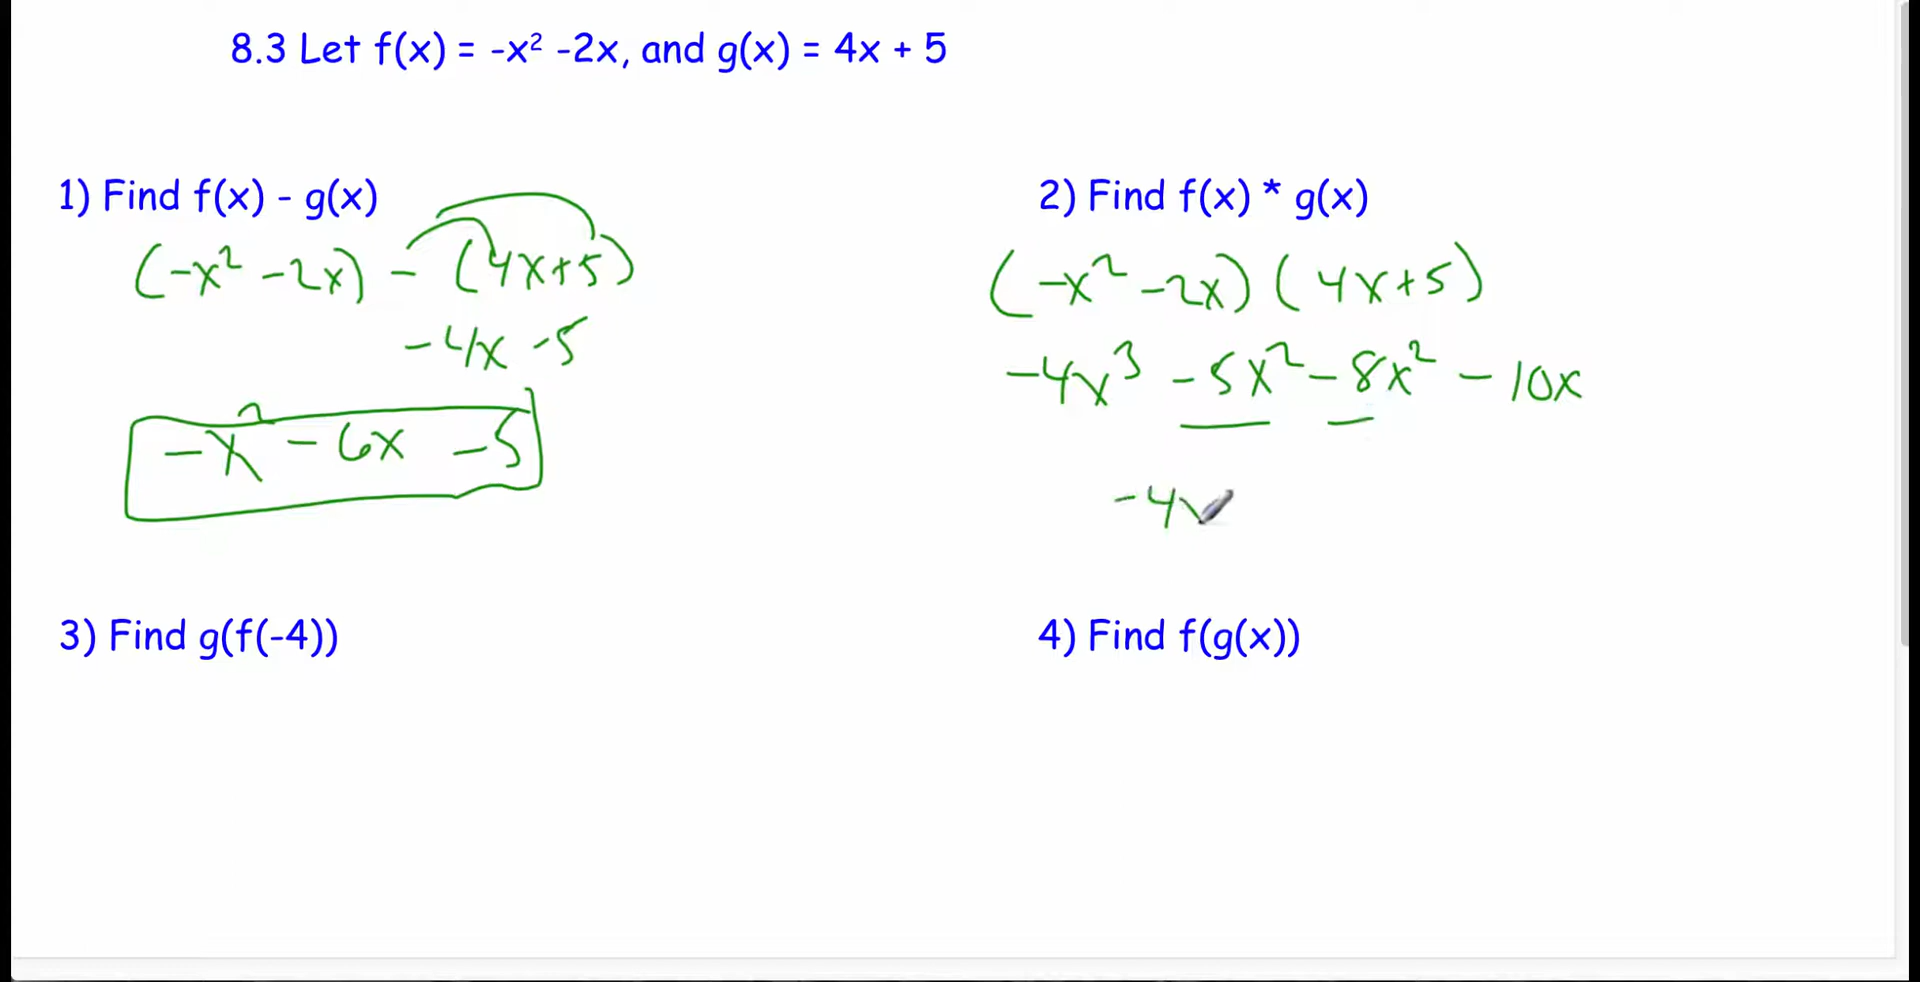 8.3 Let f(x) = -x² -2x, and g(x) = 4x + 5
1) Find f(x) - g(x)
(-x² -2x) - (4x+5)
-4x -5
-x² - 6x -5
2) Find f(x) * g(x)
(-x² -2x) (4x+5)
-4x³ -5x² -8x² -10x
-4x
3) Find g(f(-4))
4) Find f(g(x))